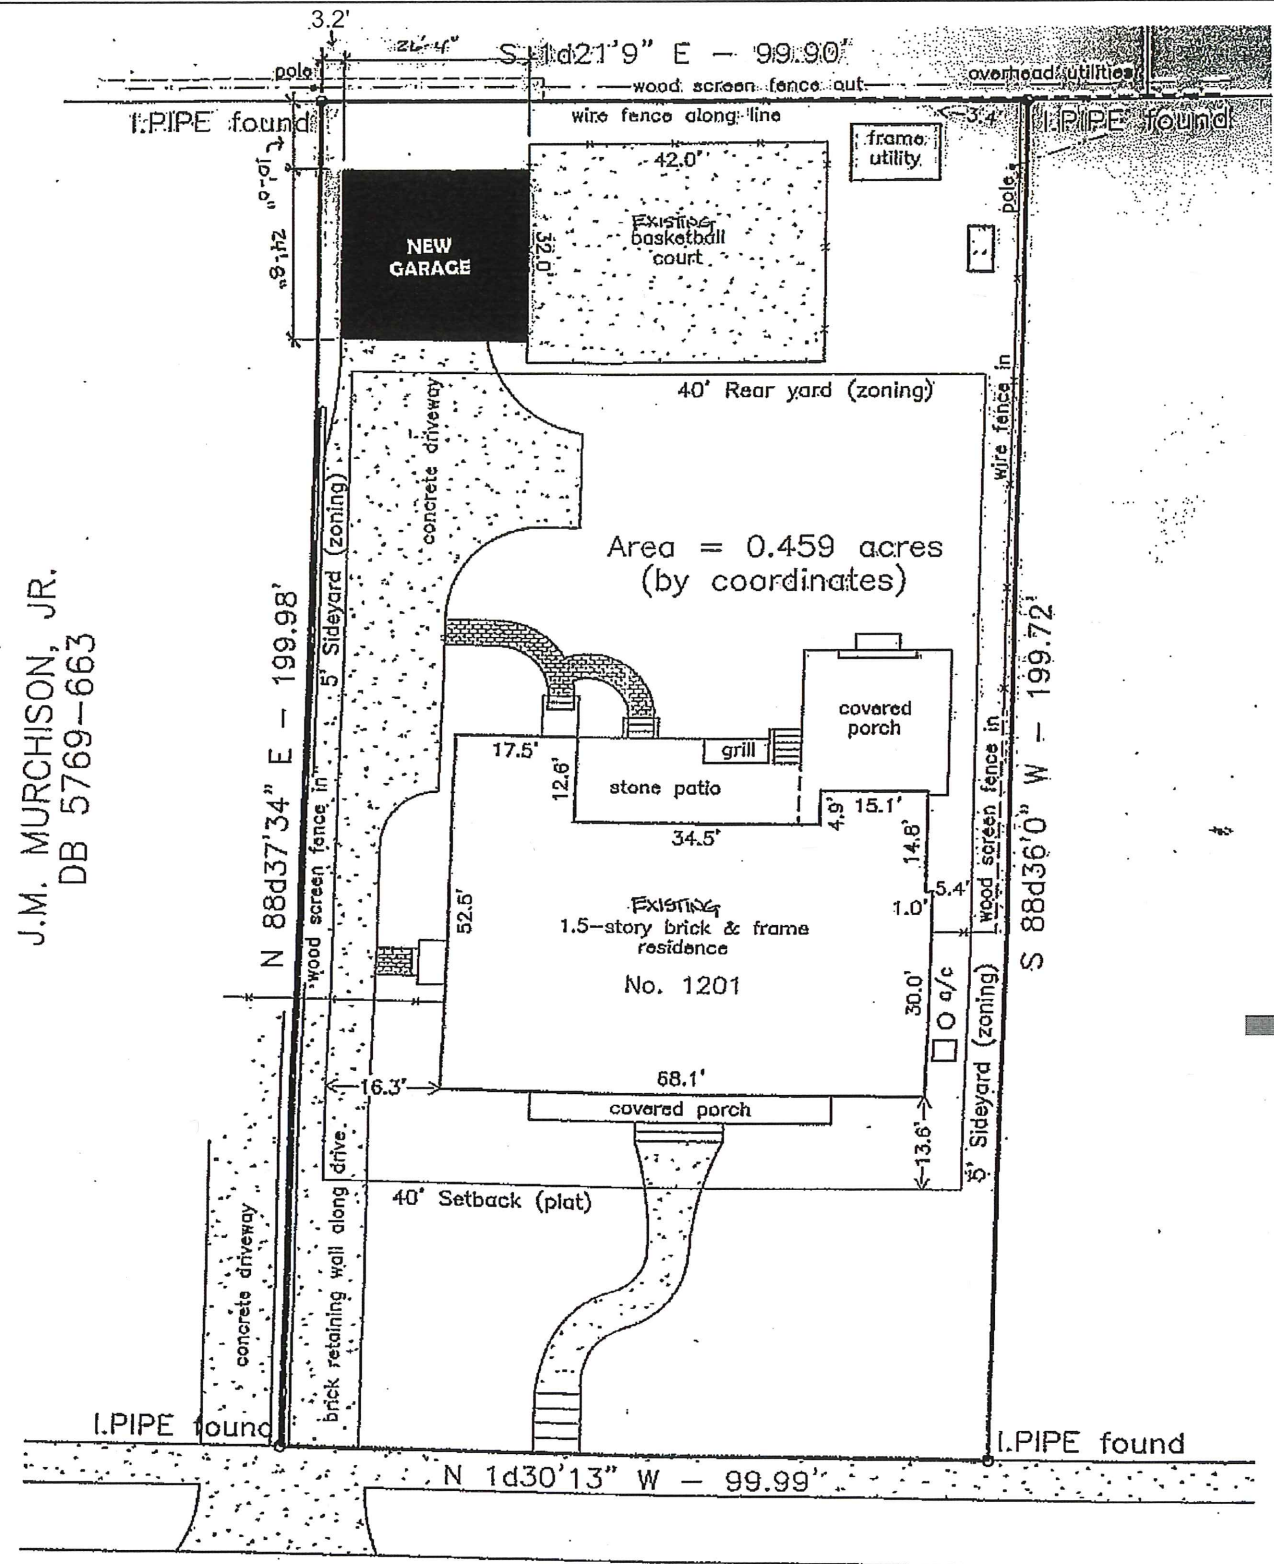 3.2'
S 1d21'9" E — 99.90'
pole
wood screen fence out
overhead utilities
I.PIPE found
wire fence along line
3.4'
I.PIPE found
frame
utility
42.0'
10'-0"
pole
EXISTING
basketball
court
32.0'
NEW
GARAGE
24'-8"
40' Rear yard (zoning)
wire fence in
concrete driveway
5' Sideyard (zoning)
Area = 0.459 acres
(by coordinates)
J.M. MURCHISON, JR.
DB 5769-663
N 88d37'34" E — 199.98'
S 88d36'0" W — 199.72'
covered
porch
17.5'
grill
12.6'
stone patio
4.9'
15.1'
34.5'
14.8'
wood screen fence in
wood screen fence in
5.4'
1.0'
52.5'
EXISTING
1.5-story brick & frame
residence
No. 1201
30.0'
a/c
5' Sideyard (zoning)
68.1'
16.3'
covered porch
13.6'
40' Setback (plat)
concrete driveway
brick retaining wall along drive
I.PIPE found
I.PIPE found
N 1d30'13" W — 99.99'